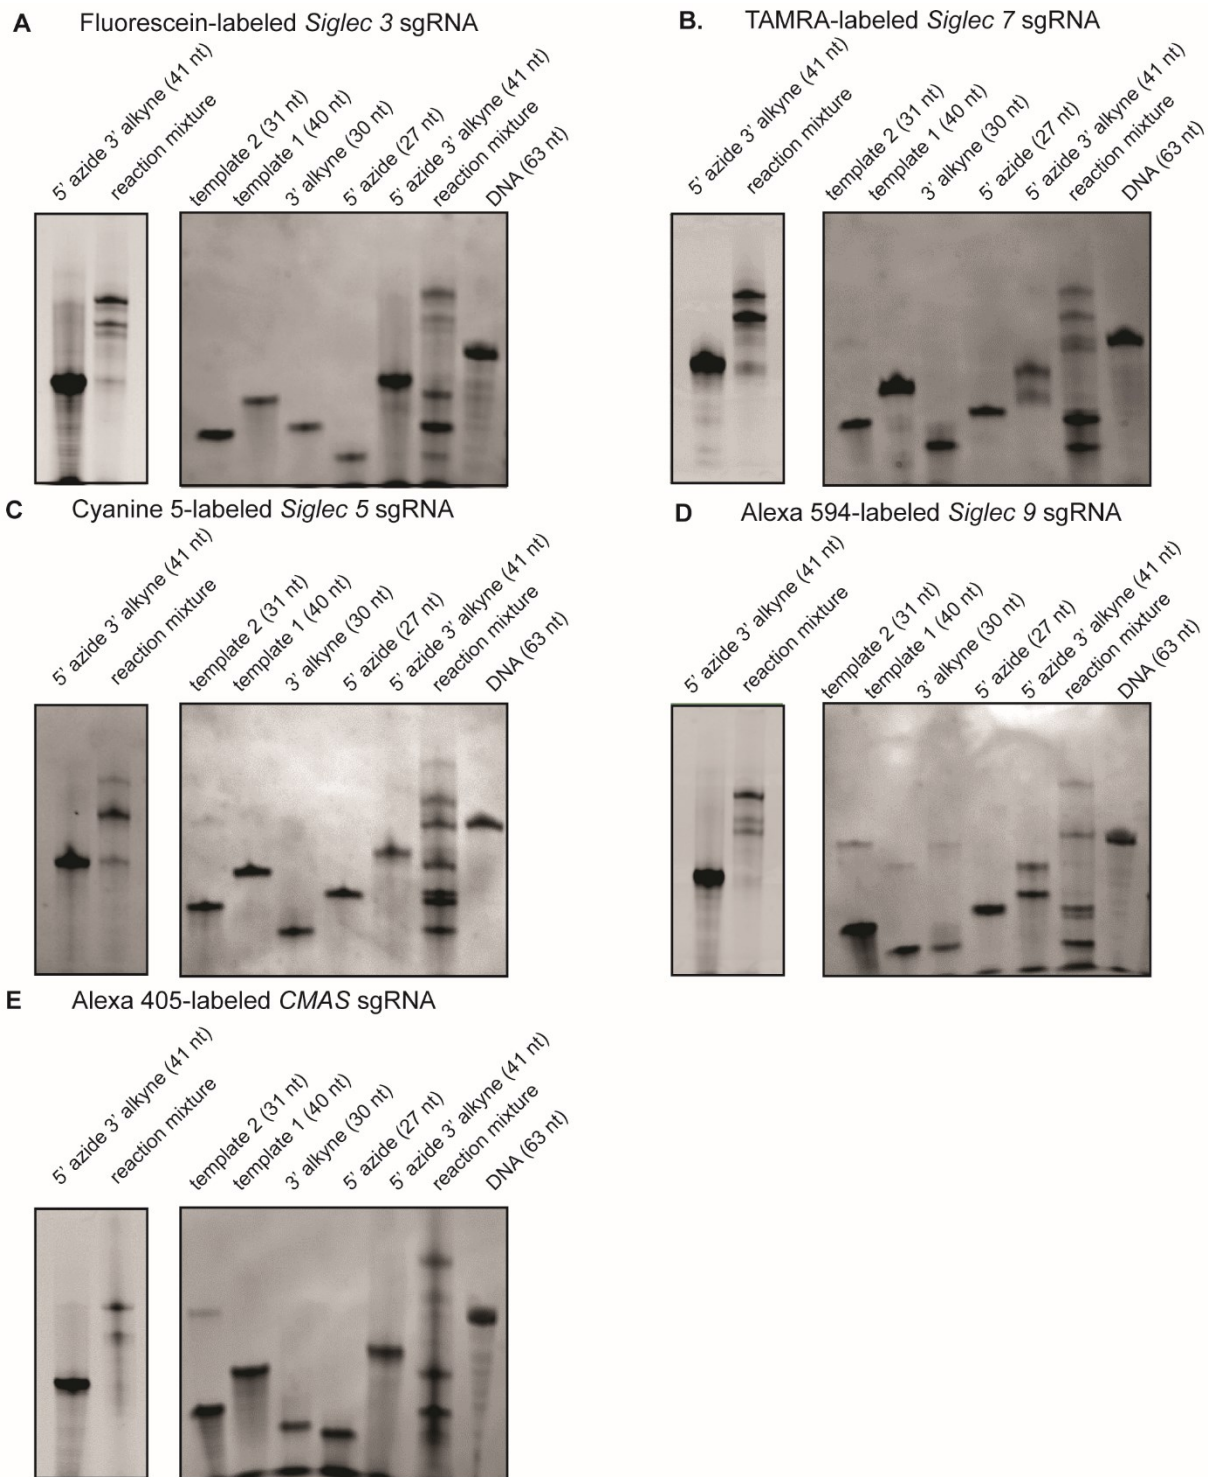 A Fluorescein-labeled Siglec 3 sgRNA
5’ azide 3’ alkyne (41 nt)
reaction mixture
template 2 (31 nt)
template 1 (40 nt)
3’ alkyne (30 nt)
5’ azide (27 nt)
5’ azide 3’ alkyne (41 nt)
reaction mixture
DNA (63 nt)
B. TAMRA-labeled Siglec 7 sgRNA
5’ azide 3’ alkyne (41 nt)
reaction mixture
template 2 (31 nt)
template 1 (40 nt)
3’ alkyne (30 nt)
5’ azide (27 nt)
5’ azide 3’ alkyne (41 nt)
reaction mixture
DNA (63 nt)
C Cyanine 5-labeled Siglec 5 sgRNA
5’ azide 3’ alkyne (41 nt)
reaction mixture
template 2 (31 nt)
template 1 (40 nt)
3’ alkyne (30 nt)
5’ azide (27 nt)
5’ azide 3’ alkyne (41 nt)
reaction mixture
DNA (63 nt)
D Alexa 594-labeled Siglec 9 sgRNA
5’ azide 3’ alkyne (41 nt)
reaction mixture
template 2 (31 nt)
template 1 (40 nt)
3’ alkyne (30 nt)
5’ azide (27 nt)
5’ azide 3’ alkyne (41 nt)
reaction mixture
DNA (63 nt)
E Alexa 405-labeled CMAS sgRNA
5’ azide 3’ alkyne (41 nt)
reaction mixture
template 2 (31 nt)
template 1 (40 nt)
3’ alkyne (30 nt)
5’ azide (27 nt)
5’ azide 3’ alkyne (41 nt)
reaction mixture
DNA (63 nt)